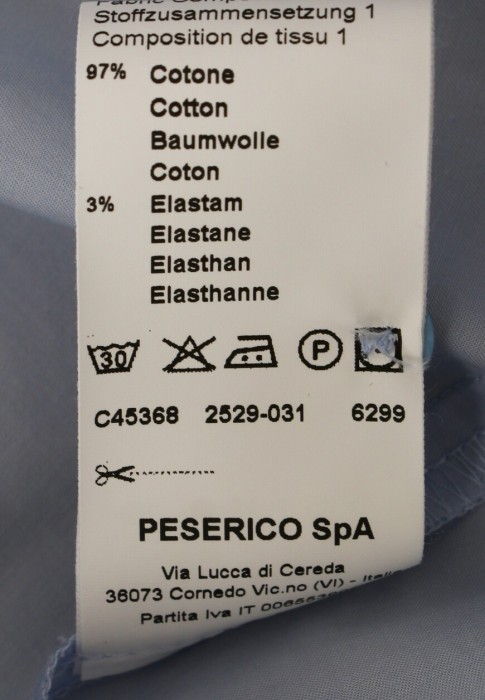 Stoffzusammensetzung 1
Composition de tissu 1
97% Cotone
Cotton
Baumwolle
Coton
3% Elastam
Elastane
Elasthan
Elasthanne
30 P
C45368 2529-031 6299
PESERICO SpA
Via Lucca di Cereda
36073 Cornedo Vic.no (VI) - Italia
Partita Iva IT